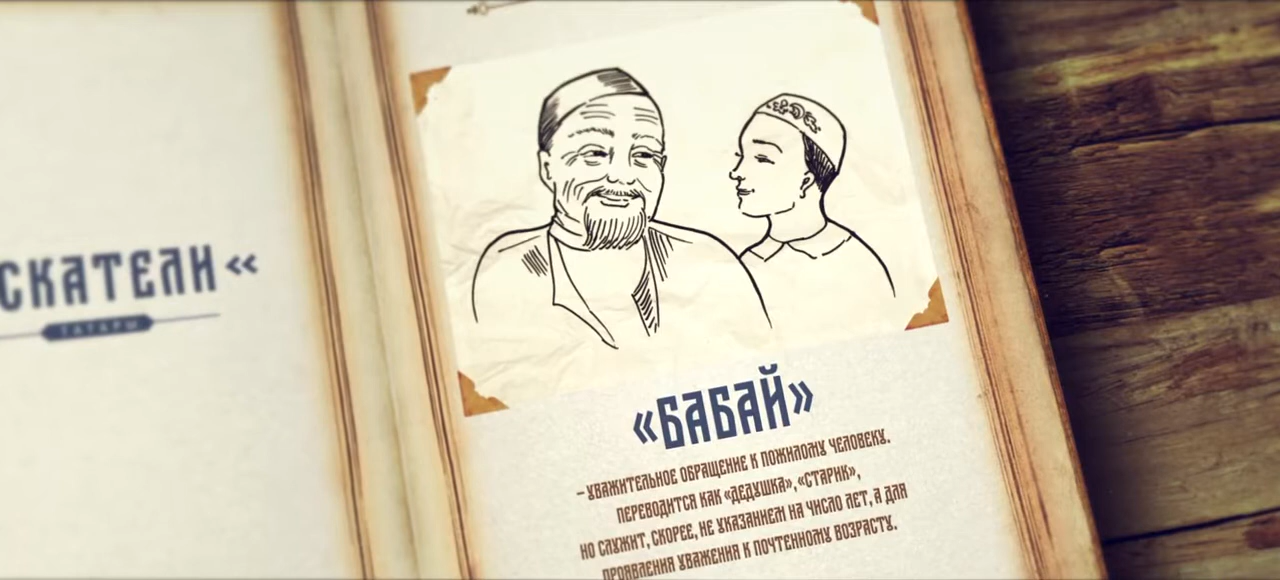 СКАТЕЛИ «
ТАТАРЫ
«БАБАЙ»
– УВАЖИТЕЛЬНОЕ ОБРАЩЕНИЕ К ПОЖИЛОМУ ЧЕЛОВЕКУ.
ПЕРЕВОДИТСЯ КАК «ДЕДУШКА», «СТАРИК»,
НО СЛУЖИТ, СКОРЕЕ, НЕ УКАЗАНИЕМ НА ЧИСЛО ЛЕТ, А ДЛЯ
ПРОЯВЛЕНИЯ УВАЖЕНИЯ К ПОЧТЕННОМУ ВОЗРАСТУ.